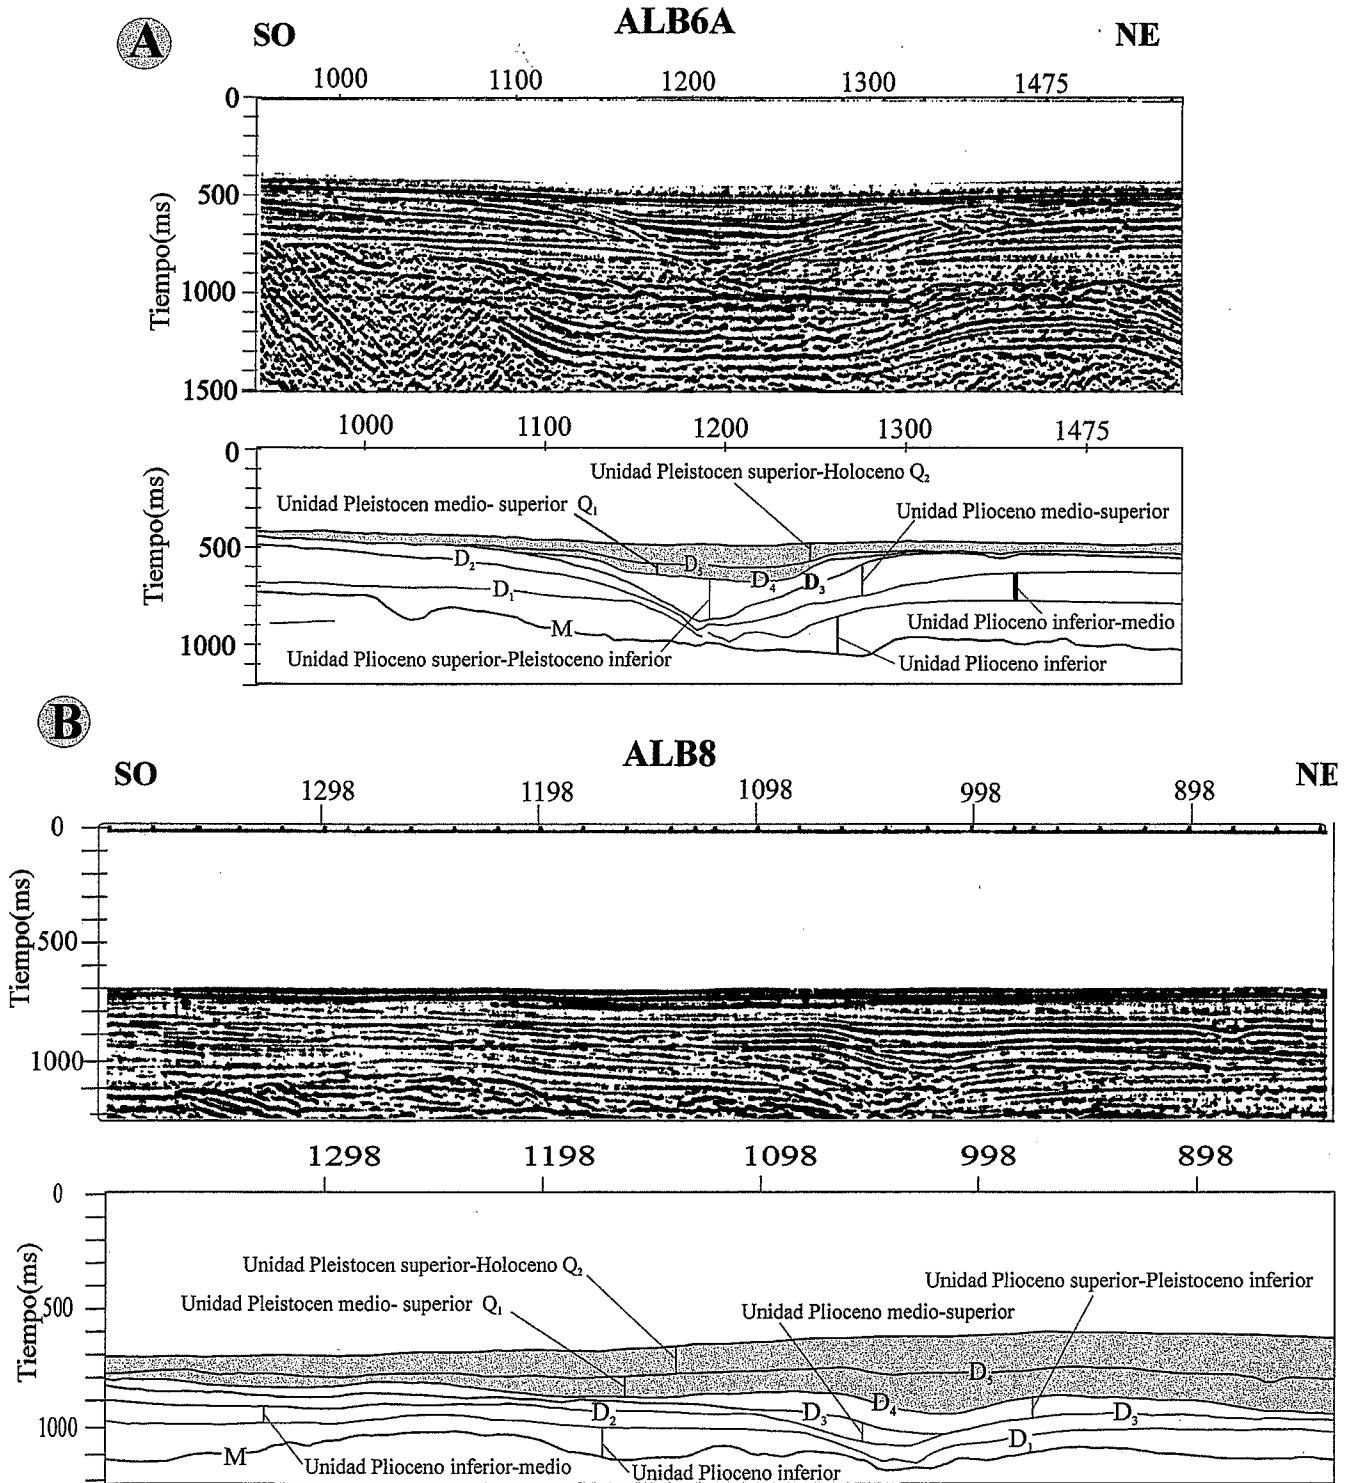 A
ALB6A
SO
NE
1000 1100 1200 1300 1475
0
500
1000
1500
Tiempo(ms)
1000 1100 1200 1300 1475
0
500
1000
Tiempo(ms)
Unidad Pleistocen superior-Holoceno Q₂
Unidad Pleistocen medio- superior Q₁
Unidad Plioceno medio-superior
D₂
D₅
D₄
D₃
D₁
M
Unidad Plioceno inferior-medio
Unidad Plioceno superior-Pleistoceno inferior
Unidad Plioceno inferior
B
ALB8
SO
NE
1298 1198 1098 998 898
0
500
1000
Tiempo(ms)
1298 1198 1098 998 898
0
500
1000
Tiempo(ms)
Unidad Pleistocen superior-Holoceno Q₂
Unidad Plioceno superior-Pleistoceno inferior
Unidad Pleistocen medio- superior Q₁
Unidad Plioceno medio-superior
D₅
D₄
D₂
D₃
D₃
D₁
M
Unidad Plioceno inferior-medio
Unidad Plioceno inferior